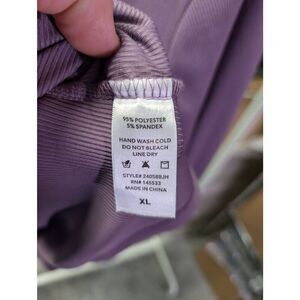 95% POLYESTER
5% SPANDEX
HAND WASH COLD
DO NOT BLEACH
LINE DRY
STYLE# 24058BJH
RN# 145533
MADE IN CHINA
XL